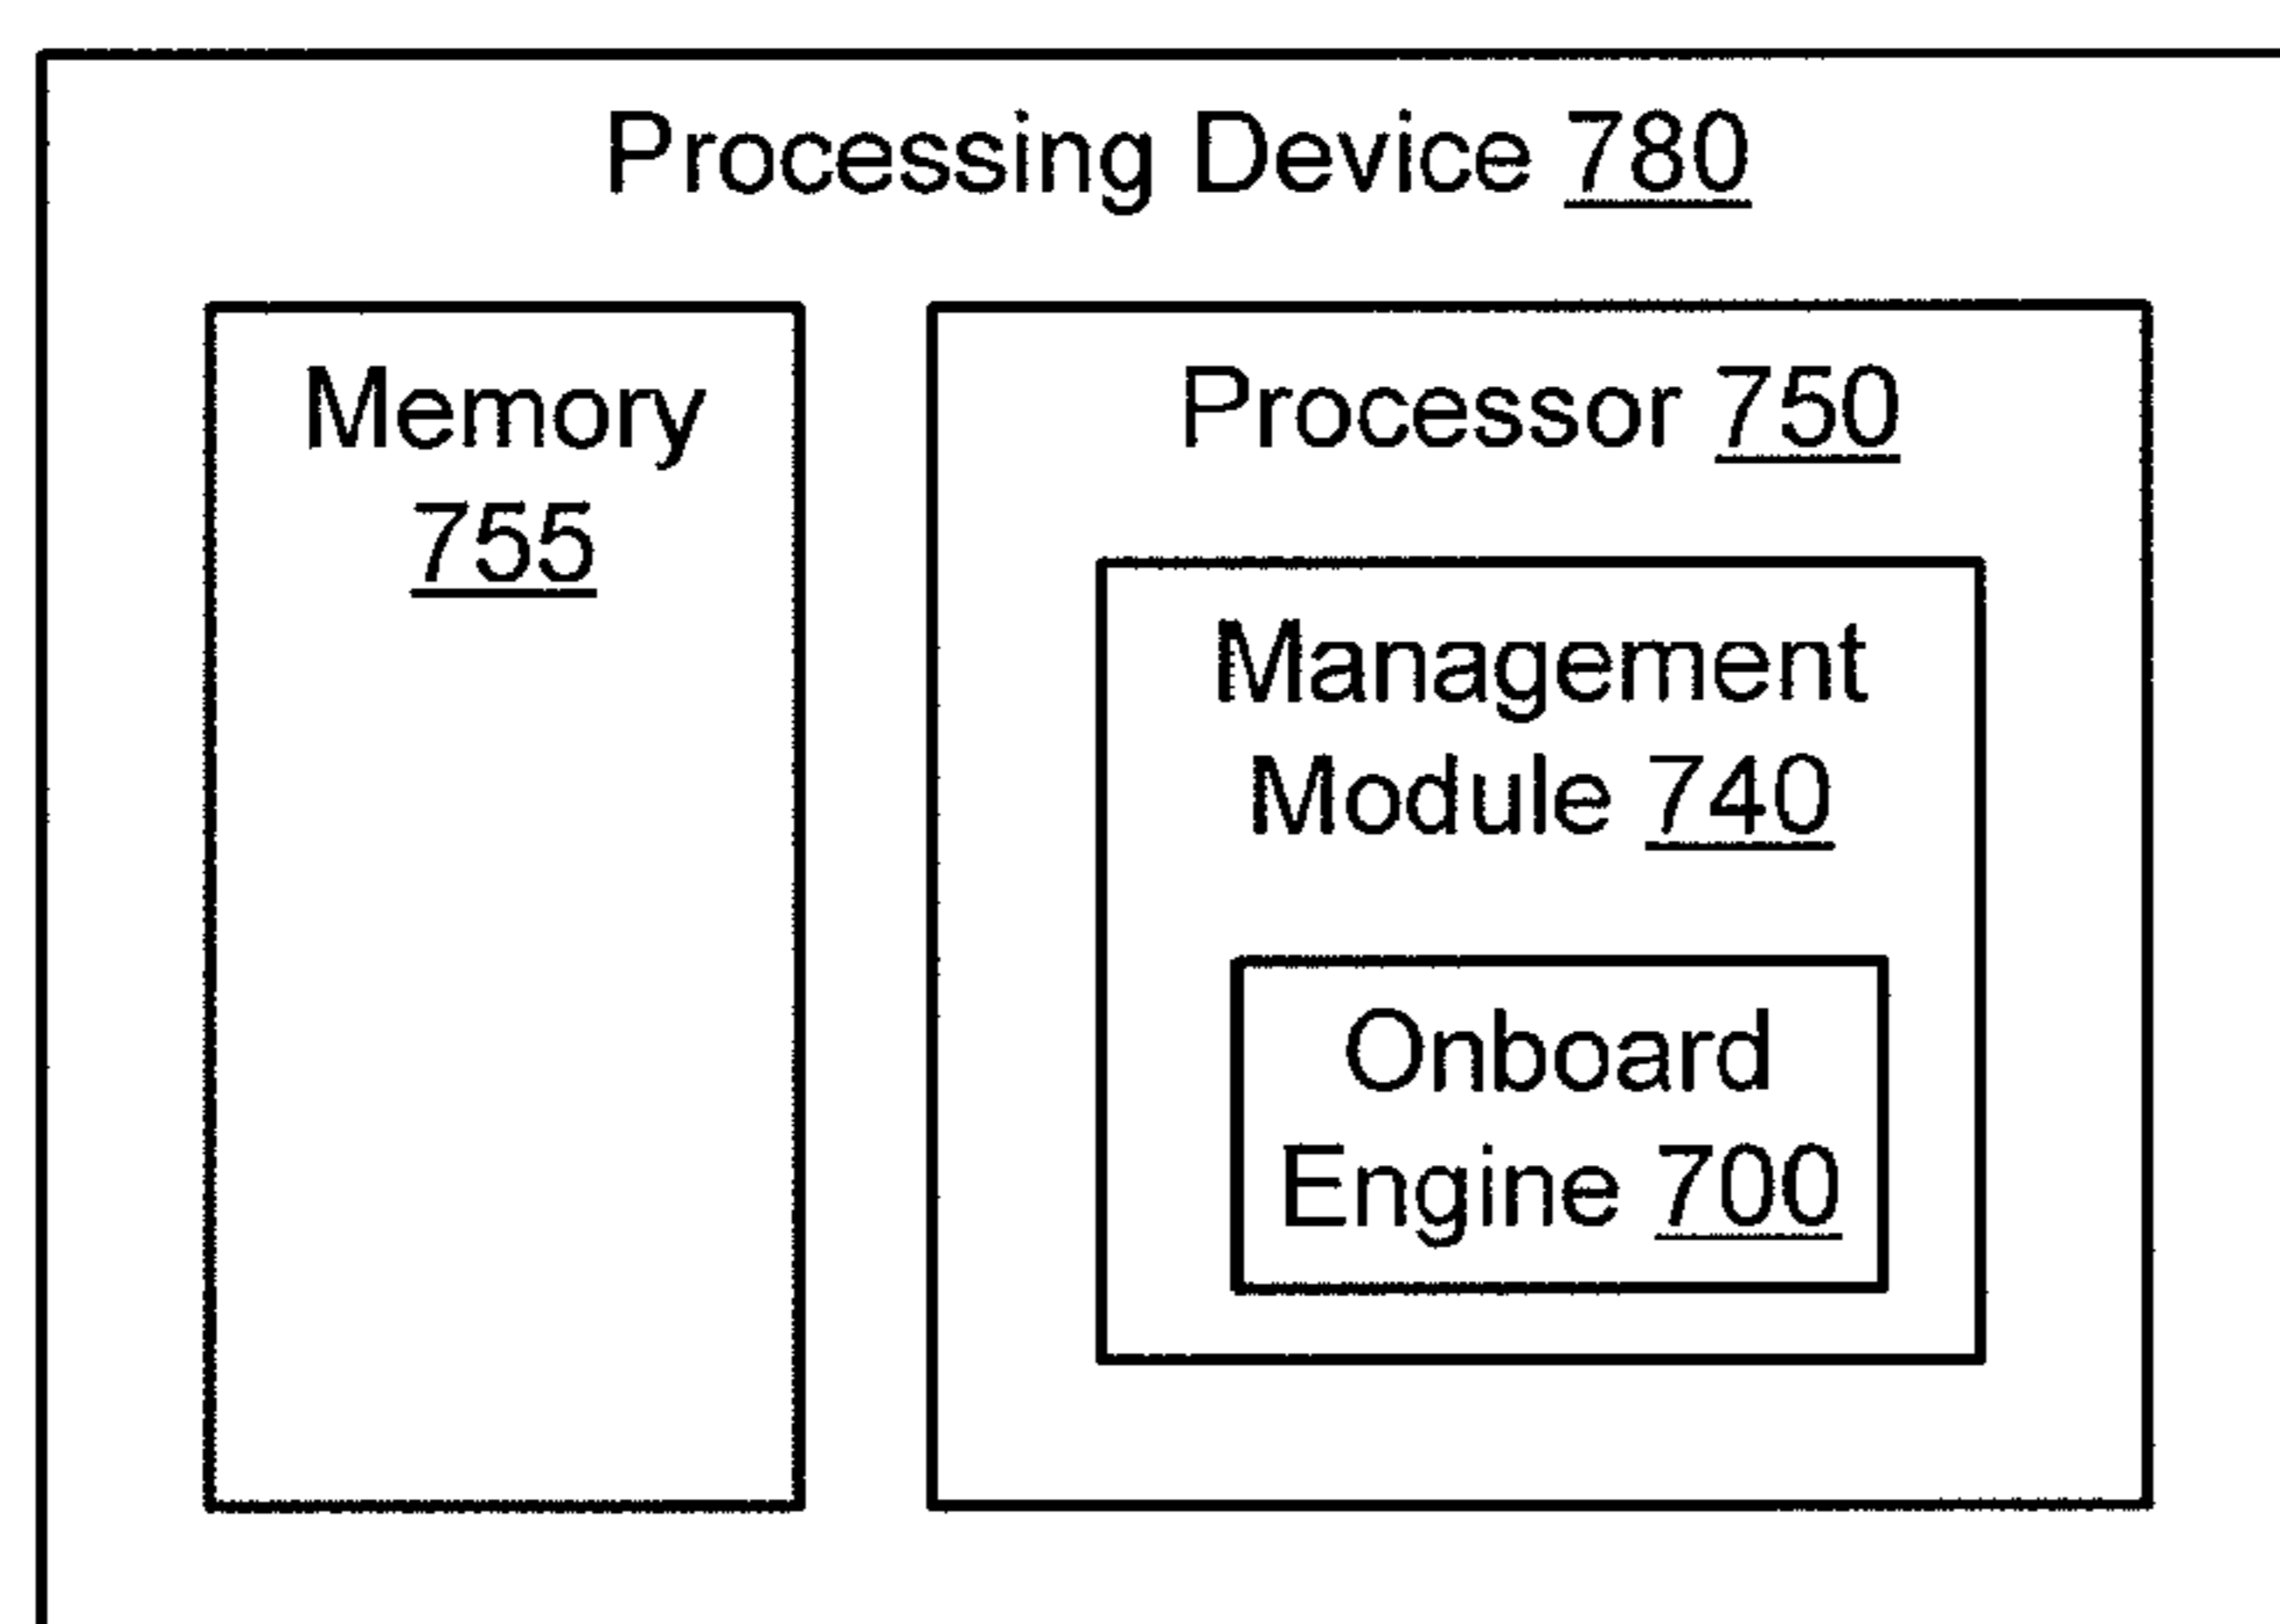 Processing Device 780
Memory
755
Processor 750
Management
Module 740
Onboard
Engine 700